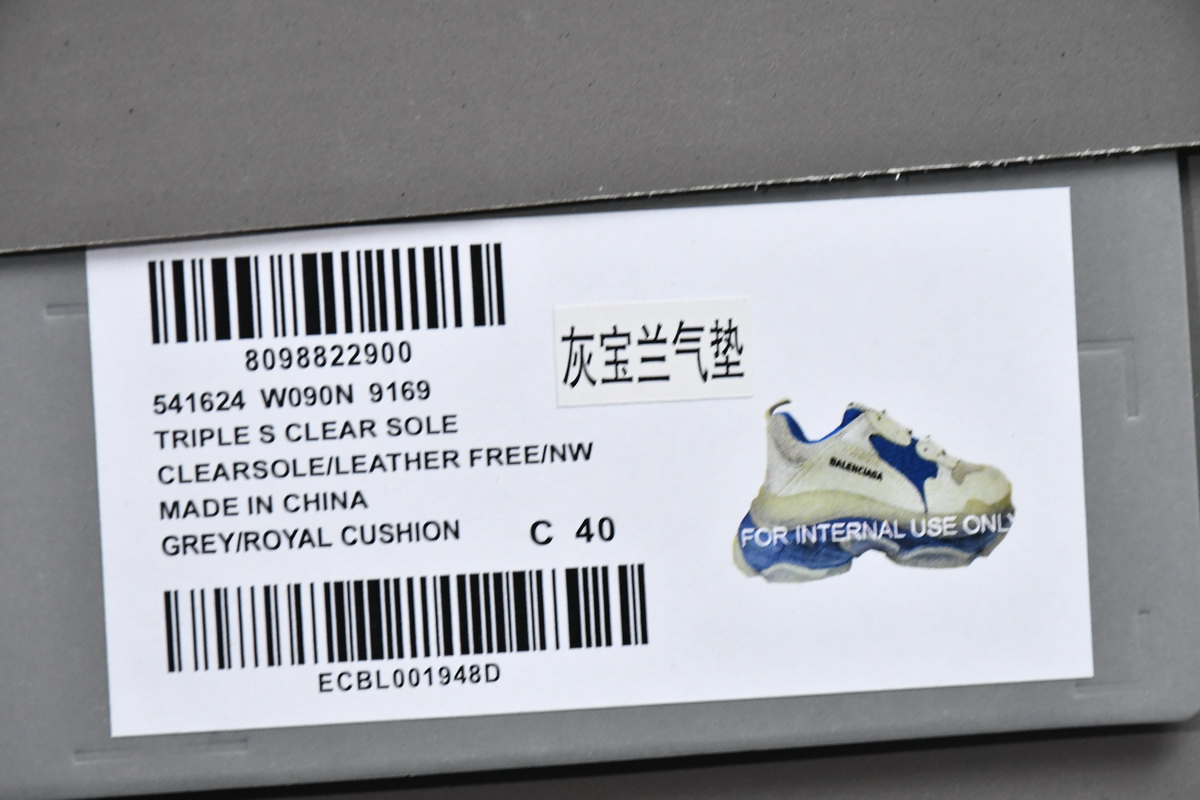 8098822900
541624 W090N 9169
TRIPLE S CLEAR SOLE
CLEARSOLE/LEATHER FREE/NW
MADE IN CHINA
GREY/ROYAL CUSHION C 40
ECBL001948D
灰宝兰气垫
BALENCIAGA
FOR INTERNAL USE ONLY